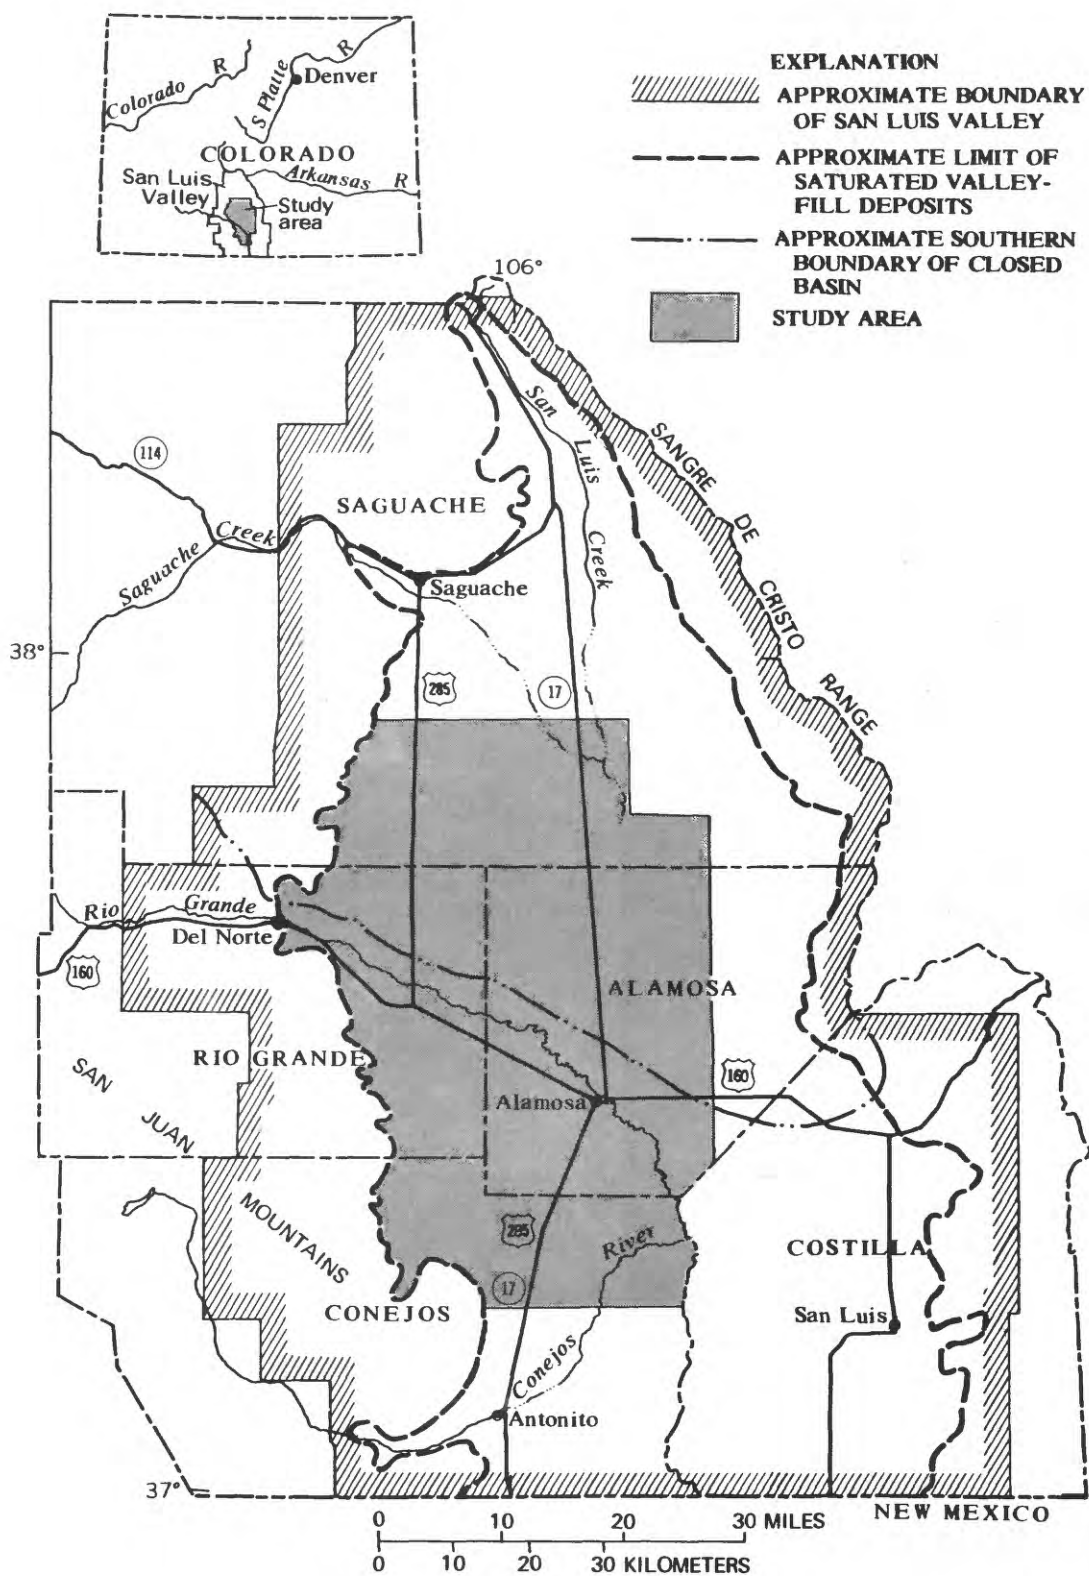 Colorado R
S Platte R
Denver
COLORADO
Arkansas R
San Luis
Valley
Study
area
EXPLANATION
APPROXIMATE BOUNDARY
OF SAN LUIS VALLEY
APPROXIMATE LIMIT OF
SATURATED VALLEY-
FILL DEPOSITS
APPROXIMATE SOUTHERN
BOUNDARY OF CLOSED
BASIN
STUDY AREA
106°
San Luis Creek
SANGRE DE CRISTO RANGE
114
SAGUACHE
Saguache Creek
Saguache
38°
285
17
Rio Grande
Del Norte
160
ALAMOSA
RIO GRANDE
SAN JUAN MOUNTAINS
160
Alamosa
285
River
COSTILLA
17
CONEJOS
San Luis
Conejos
Antonito
37°
NEW MEXICO
0 10 20 30 MILES
0 10 20 30 KILOMETERS